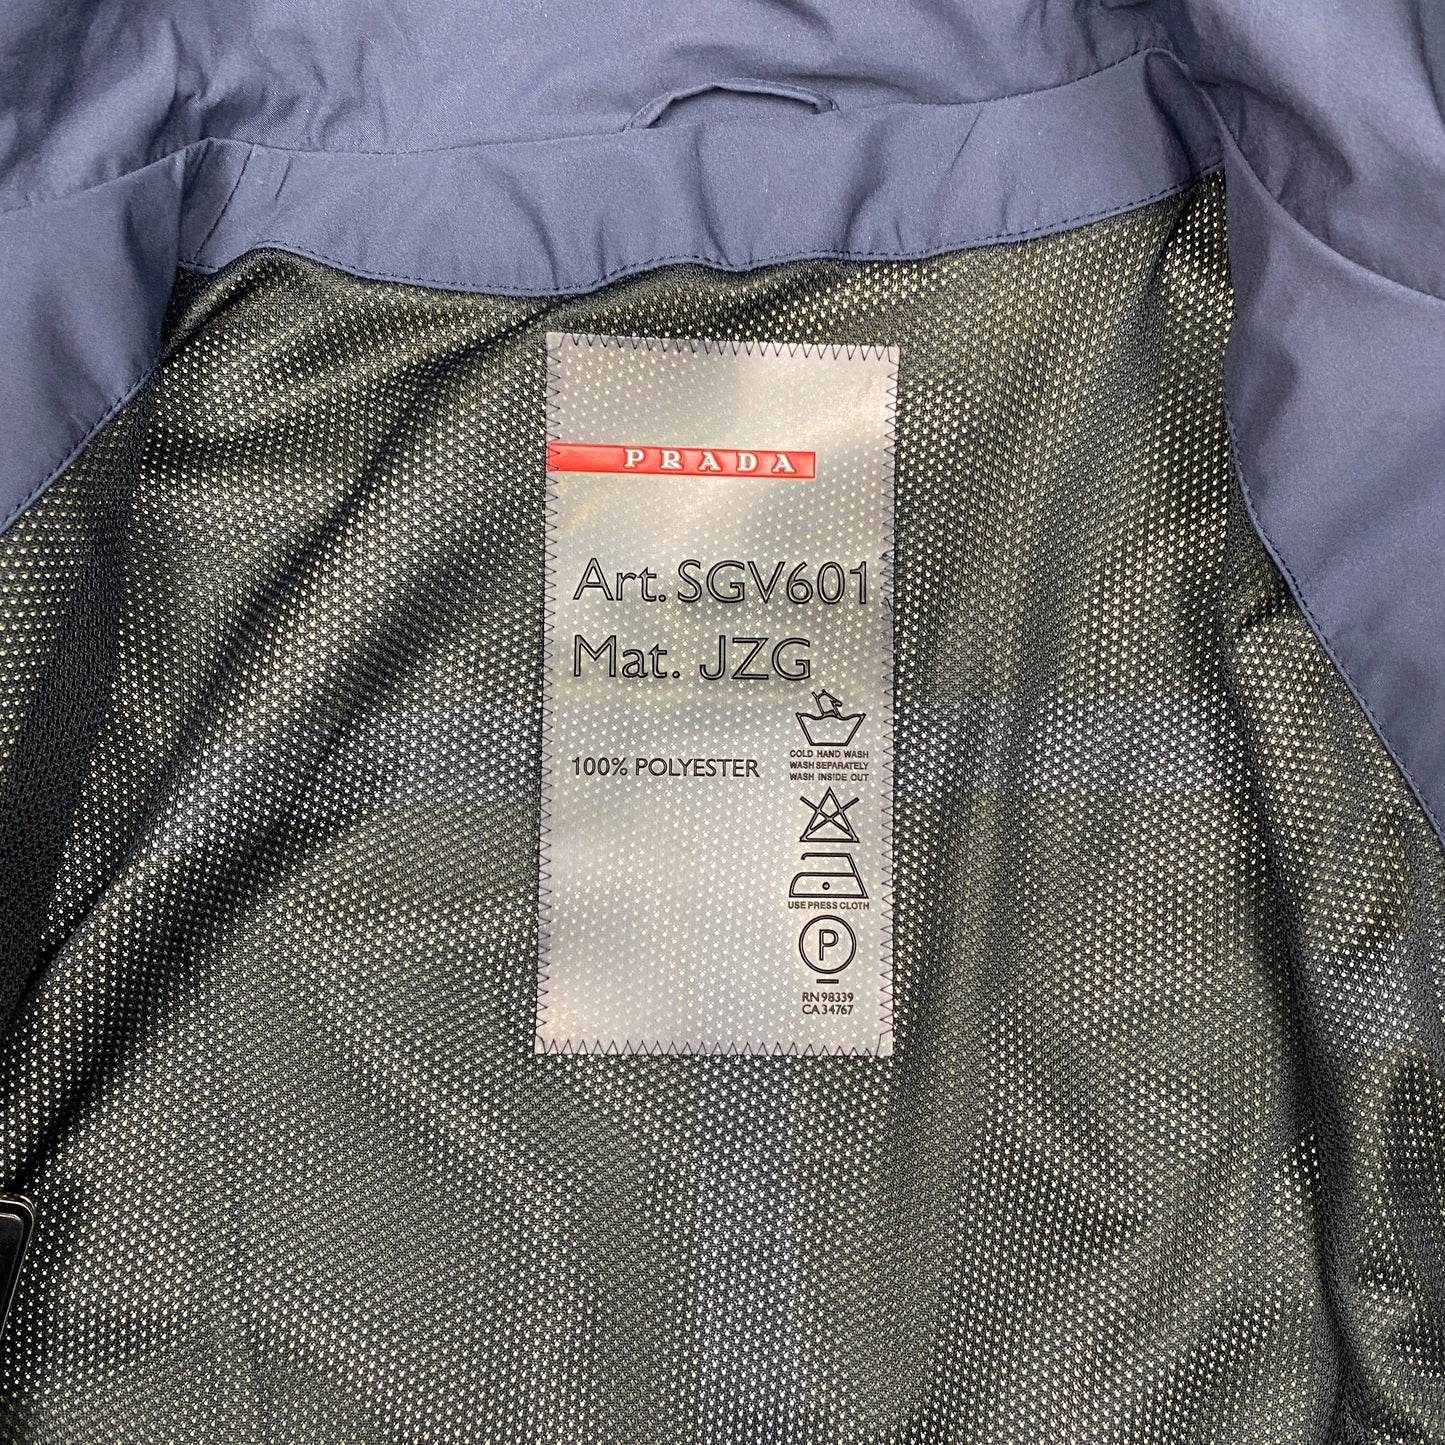 PRADA
Art. SGV601
Mat. JZG
100% POLYESTER
COLD HAND WASH
WASH SEPARATELY
WASH INSIDE OUT
USE PRESS CLOTH
P
RN 98339
CA 34767